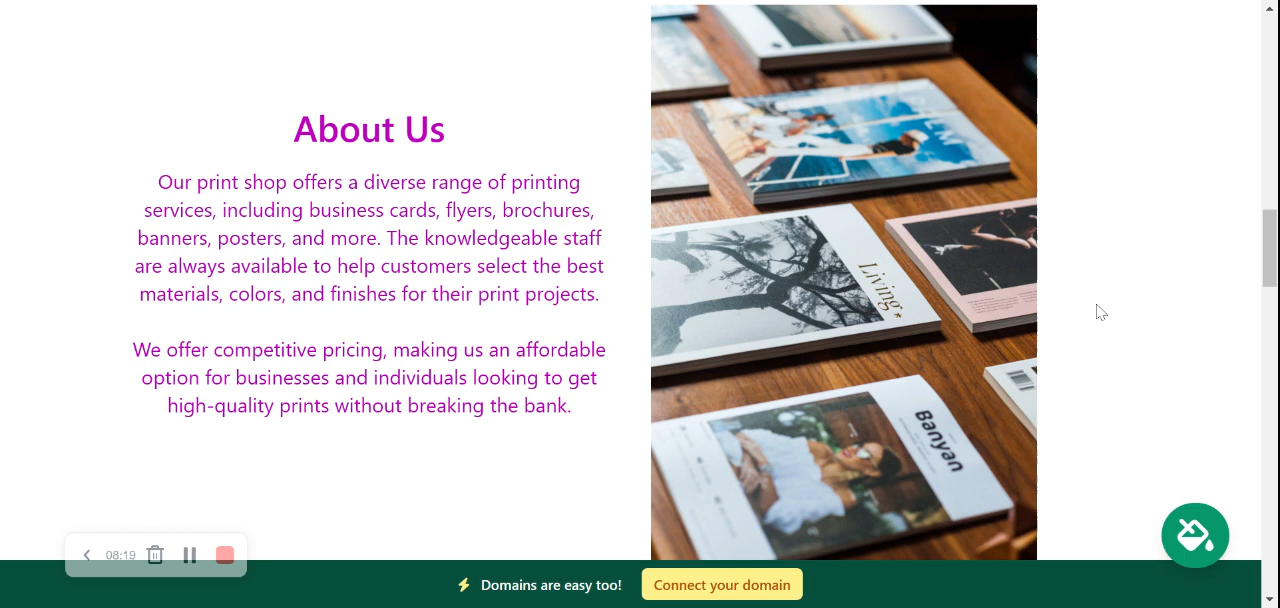 About Us
Our print shop offers a diverse range of printing
services, including business cards, flyers, brochures,
banners, posters, and more. The knowledgeable staff
are always available to help customers select the best
materials, colors, and finishes for their print projects.
We offer competitive pricing, making us an affordable
option for businesses and individuals looking to get
high-quality prints without breaking the bank.
Living
Banyan
08:19
Domains are easy too!
Connect your domain